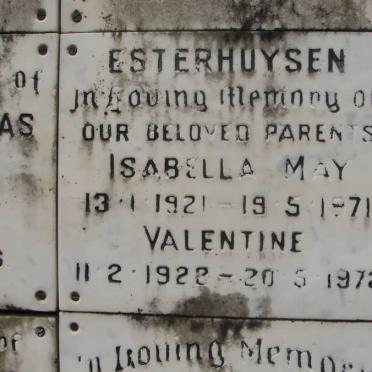 of
AS
S
ESTERHUYSEN
In Loving Memory of
OUR BELOVED PARENTS
ISABELLA MAY
13 · 1 · 1921 - 19 · 5 · 1971
VALENTINE
11 · 2 · 1922 - 20 · 5 · 1972
of
In Loving Memor